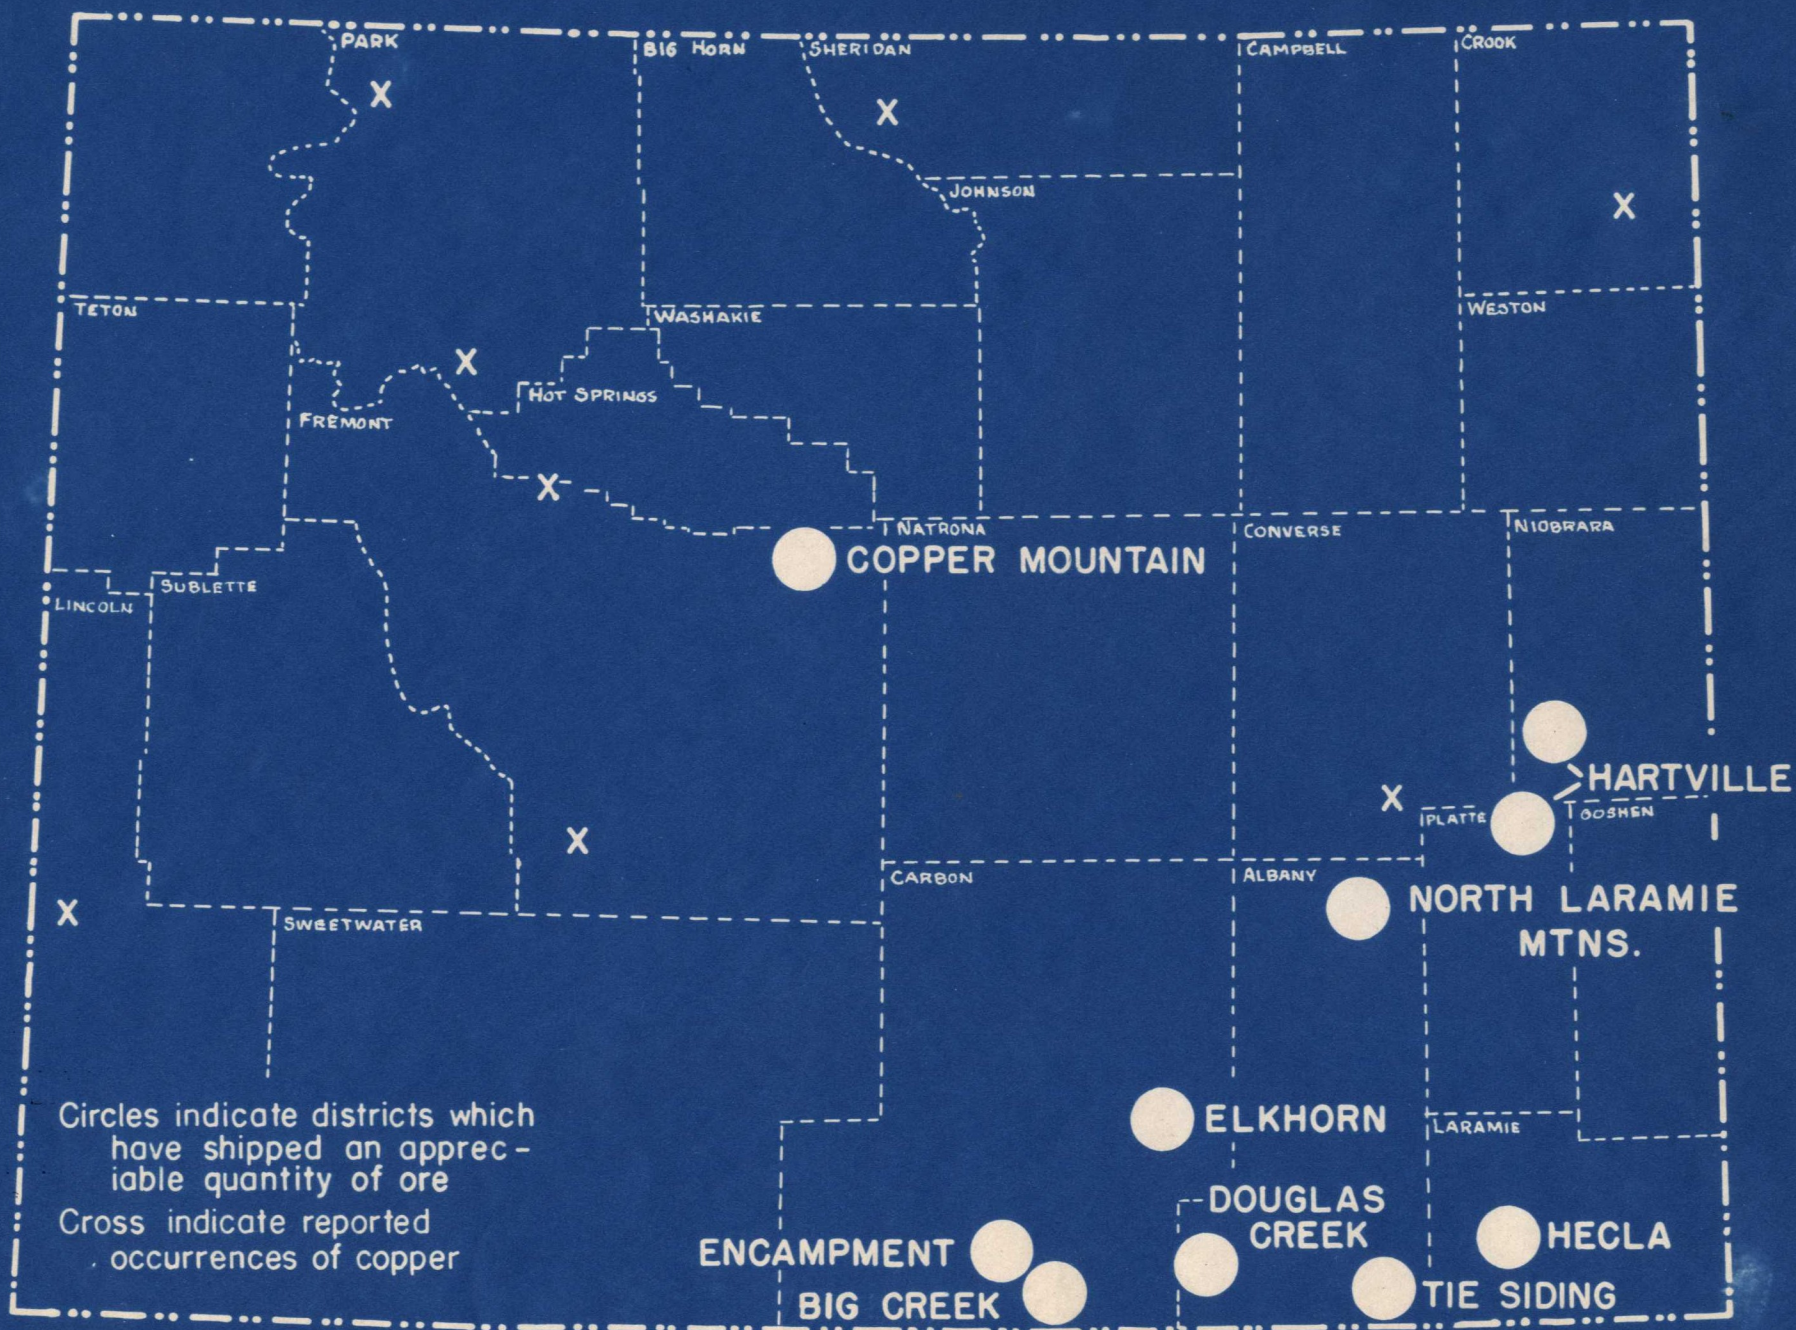 PARK
BIG HORN
SHERIDAN
CAMPBELL
CROOK
X
X
JOHNSON
X
TETON
WASHAKIE
WESTON
X
HOT SPRINGS
FREMONT
X
NATRONA
CONVERSE
NIOBRARA
COPPER MOUNTAIN
SUBLETTE
LINCOLN
HARTVILLE
X
PLATTE
GOSHEN
X
CARBON
ALBANY
NORTH LARAMIE
MTNS.
X
SWEETWATER
ELKHORN
LARAMIE
Circles indicate districts which
have shipped an apprec-
iable quantity of ore
Cross indicate reported
occurrences of copper
DOUGLAS
CREEK
ENCAMPMENT
HECLA
BIG CREEK
TIE SIDING